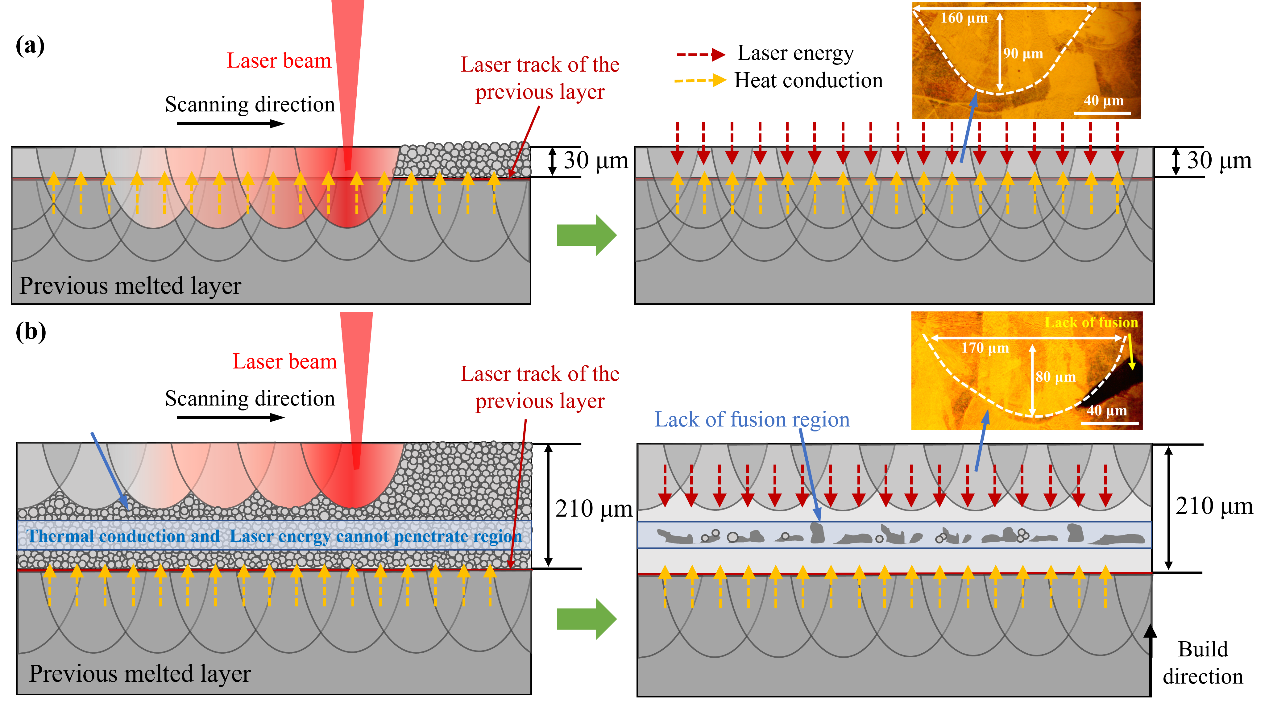 (a)
Laser beam
Scanning direction
Laser track of the
previous layer
30 μm
Previous melted layer
Laser energy
Heat conduction
160 μm
90 μm
40 μm
30 μm
(b)
Laser beam
Scanning direction
Laser track of the
previous layer
210 μm
Thermal conduction and Laser energy cannot penetrate region
Previous melted layer
Lack of fusion
170 μm
80 μm
40 μm
Lack of fusion region
210 μm
Build
direction